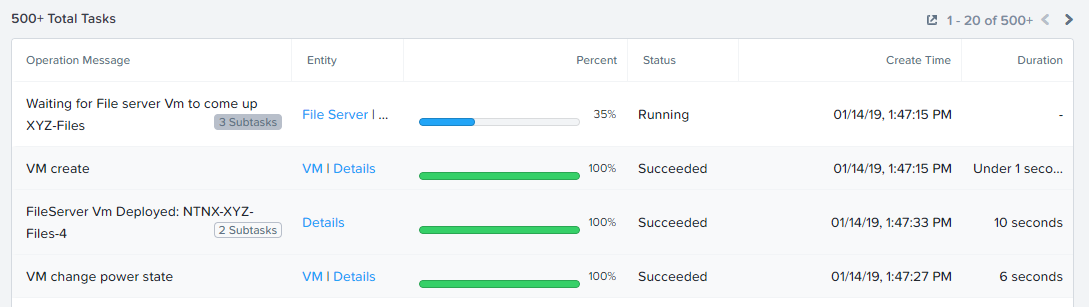 500+ Total Tasks
1 - 20 of 500+
Operation Message Entity Percent Status Create Time Duration
Waiting for File server Vm to come up
XYZ-Files 3 Subtasks File Server | ... 35% Running 01/14/19, 1:47:15 PM -
VM create VM | Details 100% Succeeded 01/14/19, 1:47:15 PM Under 1 seco...
FileServer Vm Deployed: NTNX-XYZ-
Files-4 2 Subtasks Details 100% Succeeded 01/14/19, 1:47:33 PM 10 seconds
VM change power state VM | Details 100% Succeeded 01/14/19, 1:47:27 PM 6 seconds